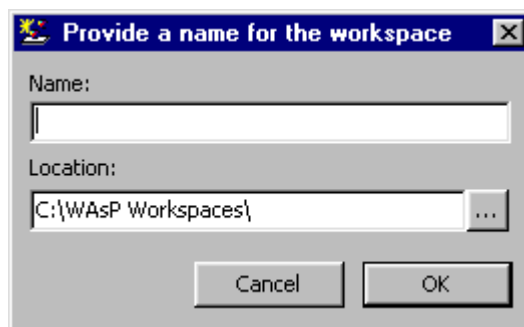 Provide a name for the workspace
Name:
Location:
C:\WAsP Workspaces\
...
Cancel OK